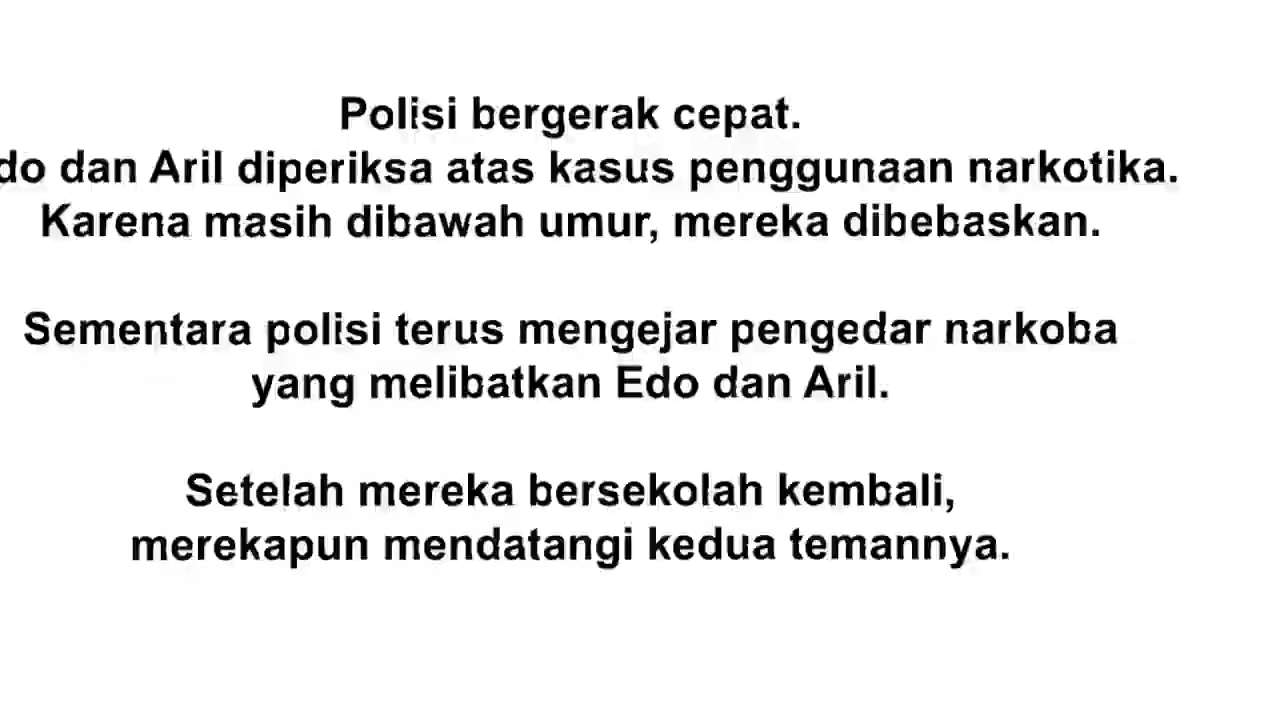 Polisi bergerak cepat.
do dan Aril diperiksa atas kasus penggunaan narkotika.
Karena masih dibawah umur, mereka dibebaskan.
Sementara polisi terus mengejar pengedar narkoba
yang melibatkan Edo dan Aril.
Setelah mereka bersekolah kembali,
merekapun mendatangi kedua temannya.